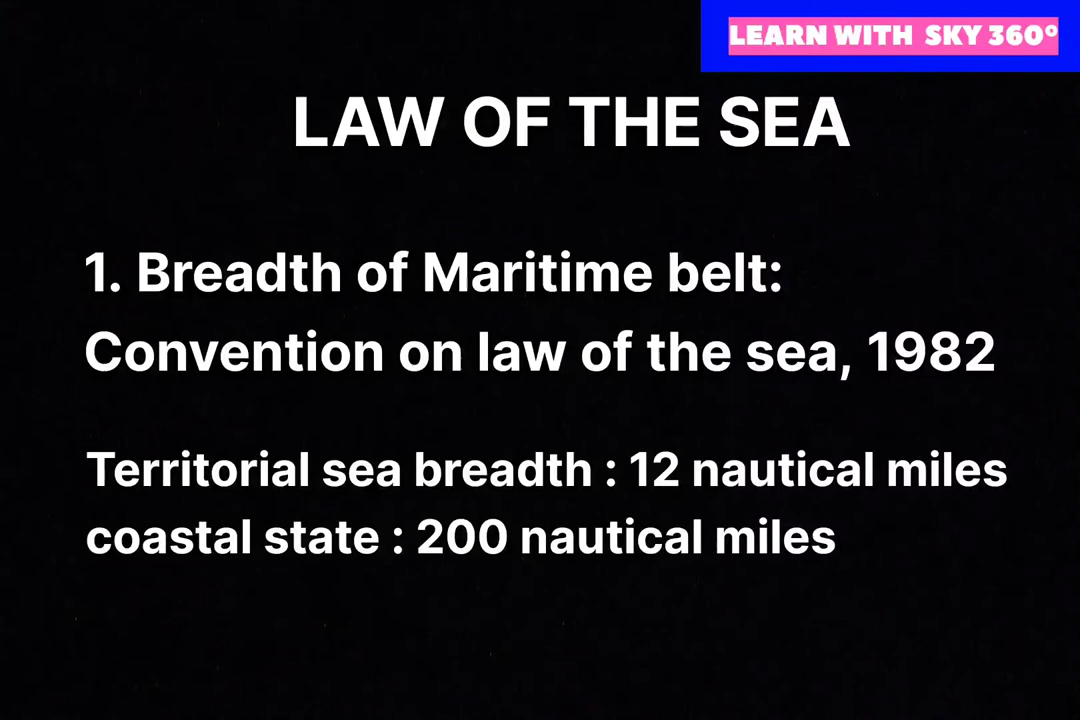 LEARN WITH SKY 360°
LAW OF THE SEA
1. Breadth of Maritime belt:
Convention on law of the sea, 1982
Territorial sea breadth : 12 nautical miles
coastal state : 200 nautical miles